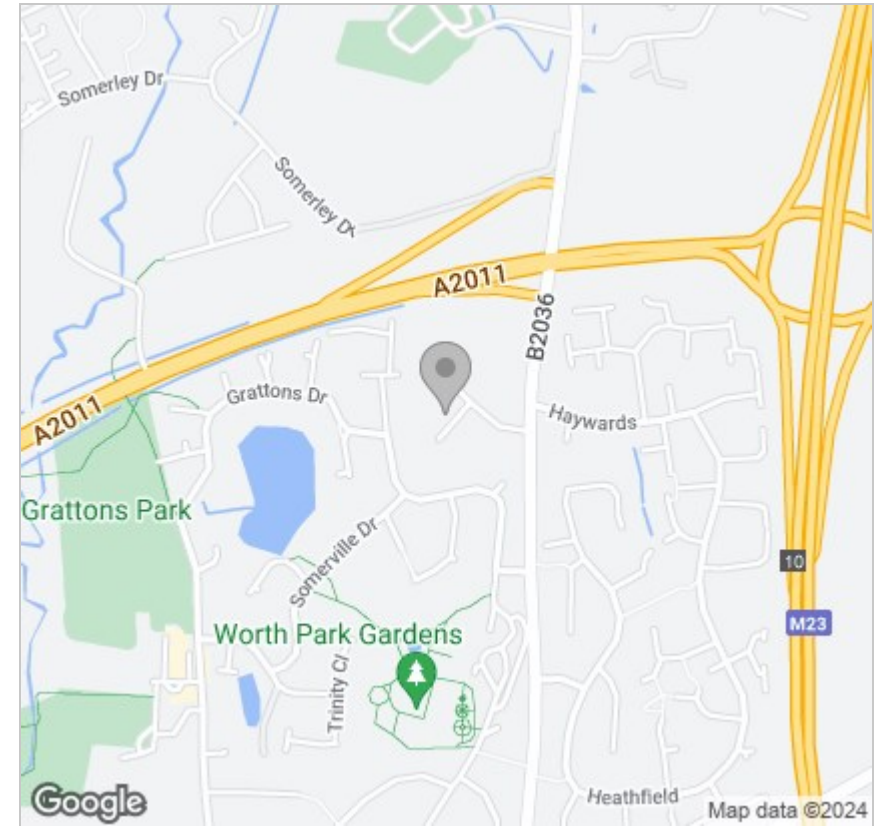 Somerley Dr
Somerley Dr
A2011
B2036
Grattons Dr
Haywards
A2011
Grattons Park
Somerville Dr
10
M23
Worth Park Gardens
Trinity Cl
Heathfield
Google
Map data ©2024